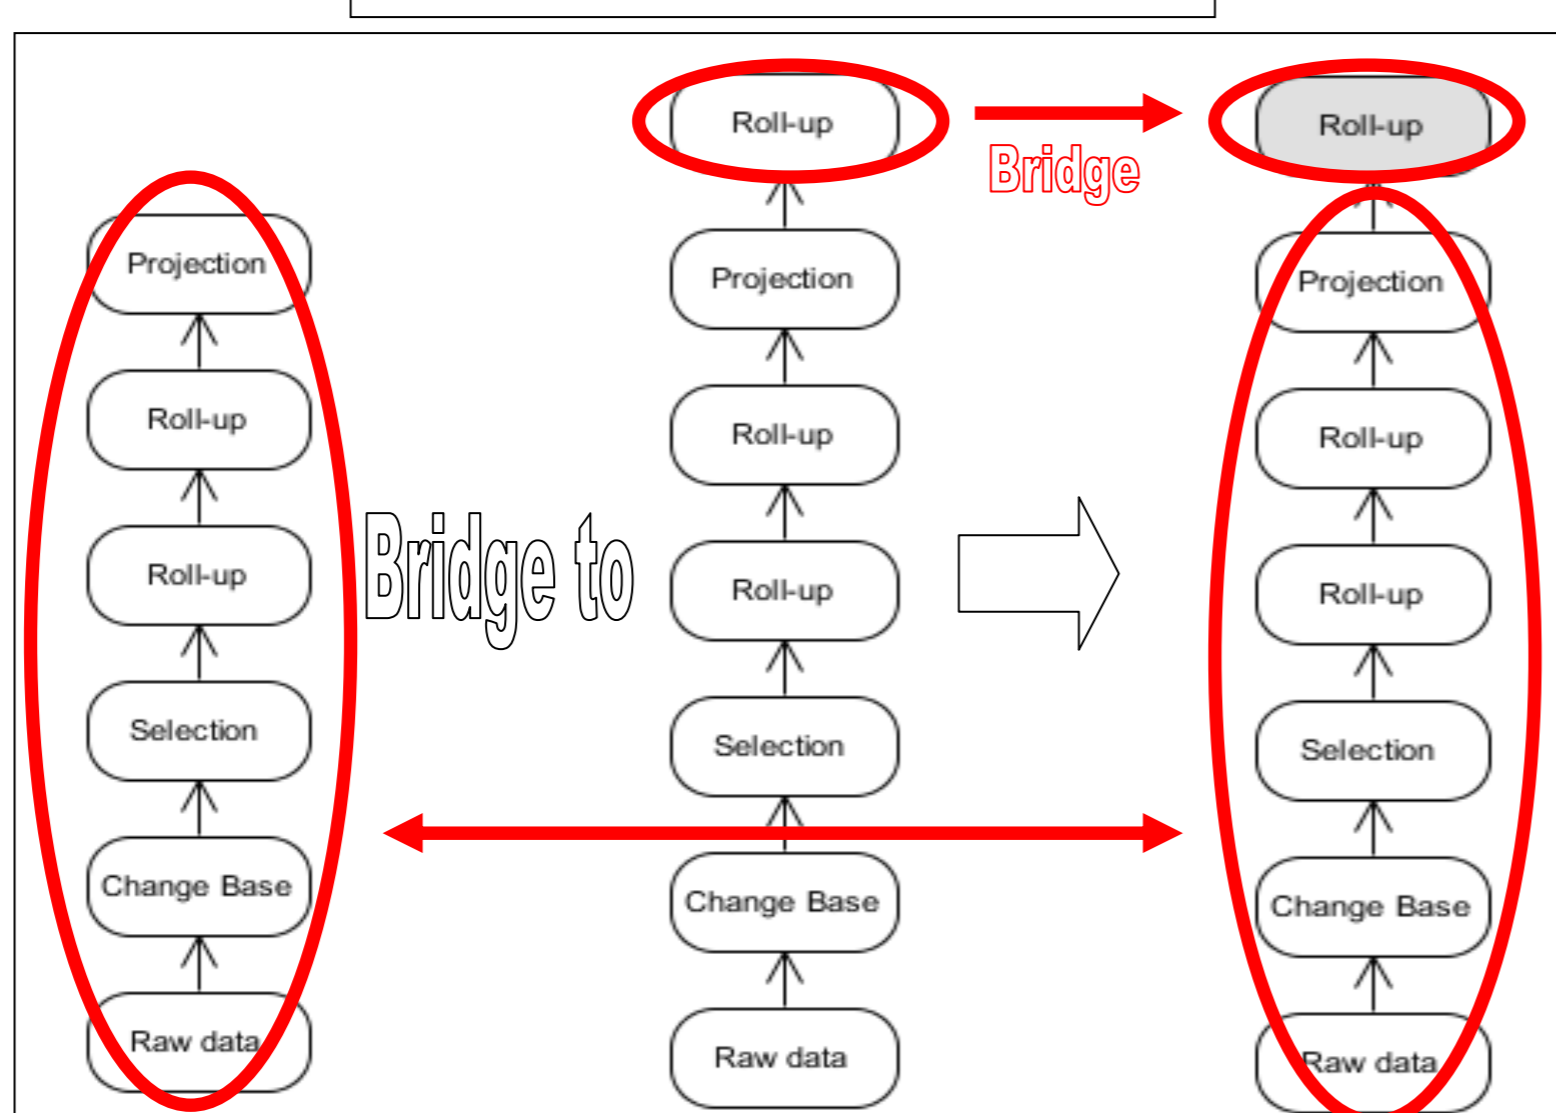 Projection
Roll-up
Roll-up
Selection
Change Base
Raw data
Bridge to
Roll-up
Projection
Roll-up
Roll-up
Selection
Change Base
Raw data
Bridge
Roll-up
Projection
Roll-up
Roll-up
Selection
Change Base
Raw data